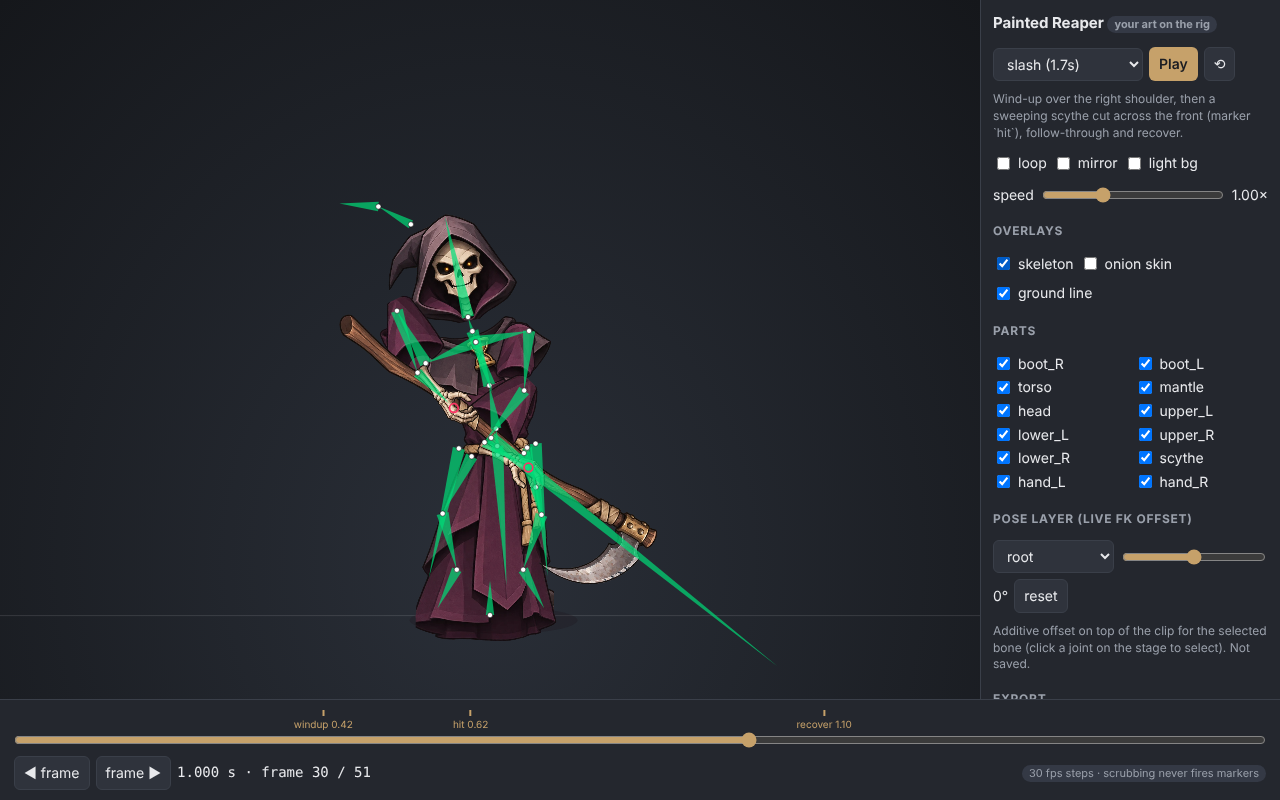 Painted Reaper your art on the rig
slash (1.7s) Play ⟲
Wind-up over the right shoulder, then a
sweeping scythe cut across the front (marker
`hit`), follow-through and recover.
loop mirror light bg
speed 1.00×
OVERLAYS
skeleton onion skin
ground line
PARTS
boot_R boot_L
torso mantle
head upper_L
lower_L upper_R
lower_R scythe
hand_L hand_R
POSE LAYER (LIVE FK OFFSET)
root
0° reset
Additive offset on top of the clip for the selected
bone (click a joint on the stage to select). Not
saved.
EXPORT
windup 0.42 hit 0.62 recover 1.10
◀ frame frame ▶ 1.000 s · frame 30 / 51 30 fps steps · scrubbing never fires markers